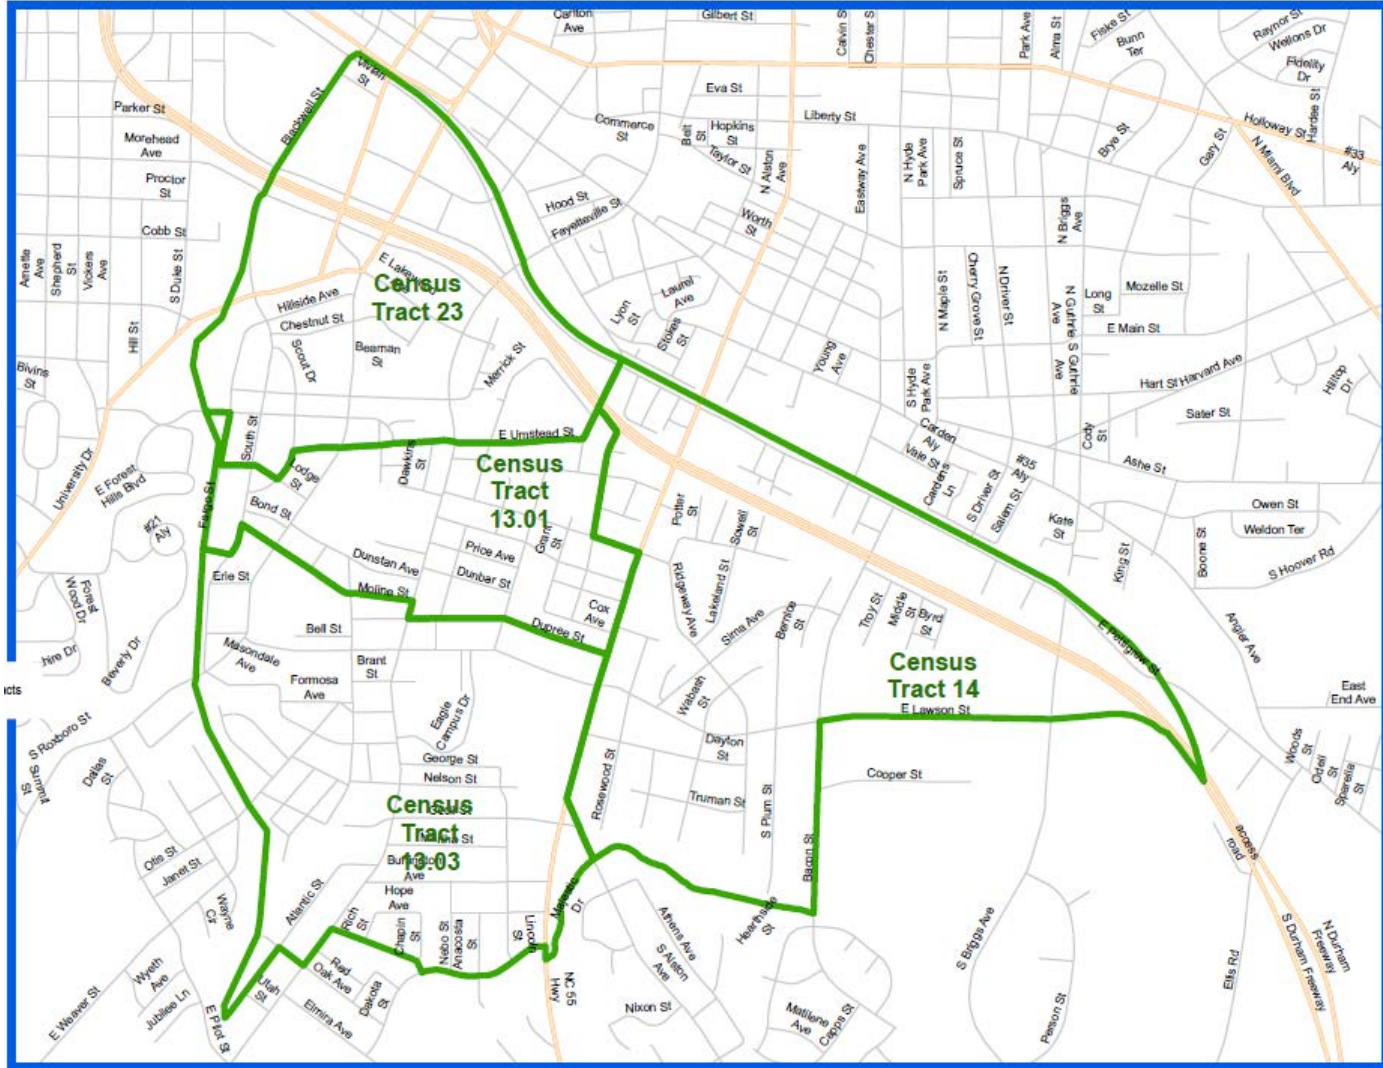 Carlton
Ave
Gilbert St
Calvin S
Chester S
Park Ave
Alma St
Fiske St
Bunn
Ter
Raynor St
Wellons Dr
Fidelity
Dr
Vivian
St
Blackwell St
Parker St
Morehead
Ave
Proctor
St
Cobb St
Eva St
Commerce
St
Belt
St
Hopkins
St
Taylor St
Liberty St
N Alston
Ave
Eastway Ave
N Hyde
Park Ave
Spruce St
Brye St
Gary St
Holloway St
Hardee St
N Miami Blvd
#33
Aly
Hood St
Fayetteville St
Worth
St
N Briggs
Ave
Shepherd
St
Vickers
Ave
S Duke St
Hill St
E Lakewood
Census
Tract 23
Hillside Ave
Chestnut St
Scout Dr
Beaman
St
Merrick St
Lyon
St
Laurel
Ave
Stokes
St
Young
Ave
N Maple St
Cherry Grove St
N Driver St
N Guthrie
Ave
S Guthrie
Ave
Long
St
Mozelle St
E Main St
Hart St
Harvard Ave
Hilltop
Dr
Sater St
Bivins
St
S Hyde
Park Ave
Carden
Aly
Vale St
Cardens
Ln
#35
Aly
S Driver St
Salem St
Cody
St
Ashe St
Kate
St
King St
Boone St
Owen St
Weldon Ter
S Hoover Rd
University Dr
E Forest
Hills Blvd
#21
Aly
Fargo St
South St
Lodge
St
Bond St
Dawkins
St
E Umstead St
Census
Tract
13.01
Grant
St
Price Ave
Dunbar St
Dunstan Ave
Moline St
Cox
Ave
Dupree St
Potter
St
Sowell
St
Ridgeway Ave
Lakeland St
Sima Ave
Bernice
St
Troy St
Middle
St
Byrd
St
E Pettigrew St
Angier Ave
Erie St
Forest
Wood Dr
hire Dr
Beverly Dr
Masondale
Ave
Bell St
Brant
St
Formosa
Ave
Eagle
Campus Dr
Wabash
St
Census
Tract 14
E Lawson St
East
End Ave
acts
S Roxboro St
S Summit
St
Dallas
St
George St
Nelson St
Dayton
St
Truman St
Rosewood St
S Plum St
Cooper St
Woods
St
Odell
St
Sparella
St
Census
Tract
13.03
Cecil St
Burlington
Ave
Hope
Ave
Otis St
Janet St
Wayne
Cir
Atlantic St
Rich
St
Chapin
St
Nebo St
Anacosta
St
Lincoln
St
Majestic
Dr
Bacon St
Hearthside
St
Athens Ave
S Alston
Ave
access
road
S Briggs Ave
Ellis Rd
N Durham
Freeway
S Durham Freeway
Wyeth
Ave
Jubilee Ln
E Weaver St
E Pilot St
Utah
St
Red
Oak Ave
Elmira Ave
Dakota
St
NC 55
Hwy
Nixon St
Matilene
Ave
Capps St
Person St